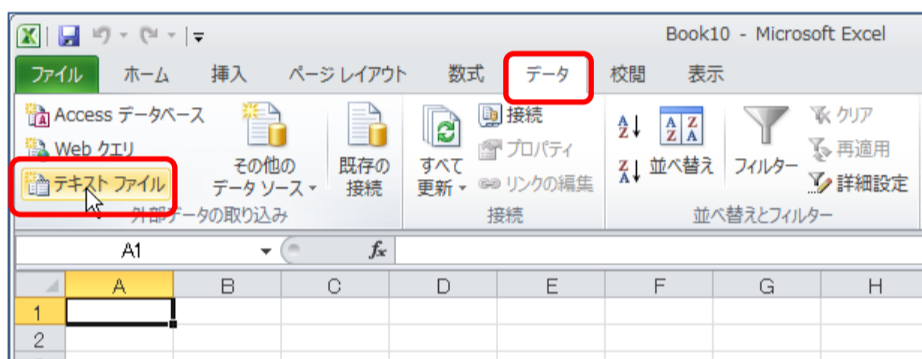 Book10 - Microsoft Excel
ファイル ホーム 挿入 ページ レイアウト 数式 データ 校閲 表示
Access データベース
Web クエリ
テキスト ファイル
その他の
データ ソース
既存の
接続
外部データの取り込み
すべて
更新
接続
プロパティ
リンクの編集
接続
並べ替え
フィルター
クリア
再適用
詳細設定
並べ替えとフィルター
A1 fx
A B C D E F G H
1
2